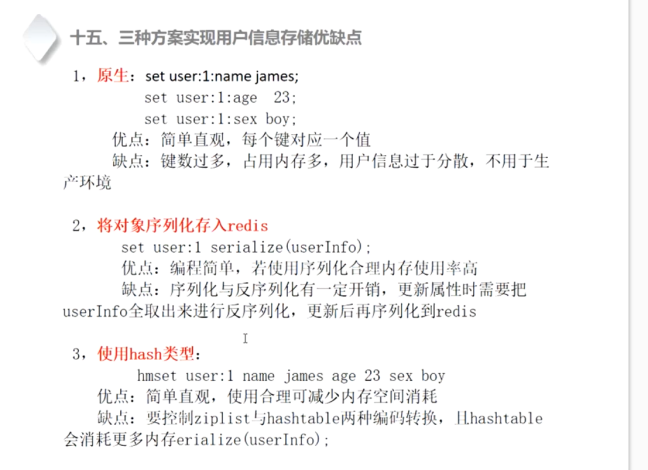 十五、三种方案实现用户信息存储优缺点
1，原生：set user:1:name james;
set user:1:age  23;
set user:1:sex boy;
优点：简单直观，每个键对应一个值
缺点：键数过多，占用内存多，用户信息过于分散，不用于生
产环境
2，将对象序列化存入redis
set user:1 serialize(userInfo);
优点：编程简单，若使用序列化合理内存使用率高
缺点：序列化与反序列化有一定开销，更新属性时需要把
userInfo全取出来进行反序列化，更新后再序列化到redis
3，使用hash类型：
hmset user:1 name james age 23 sex boy
优点：简单直观，使用合理可减少内存空间消耗
缺点：要控制ziplist与hashtable两种编码转换，且hashtable
会消耗更多内存erialize(userInfo);